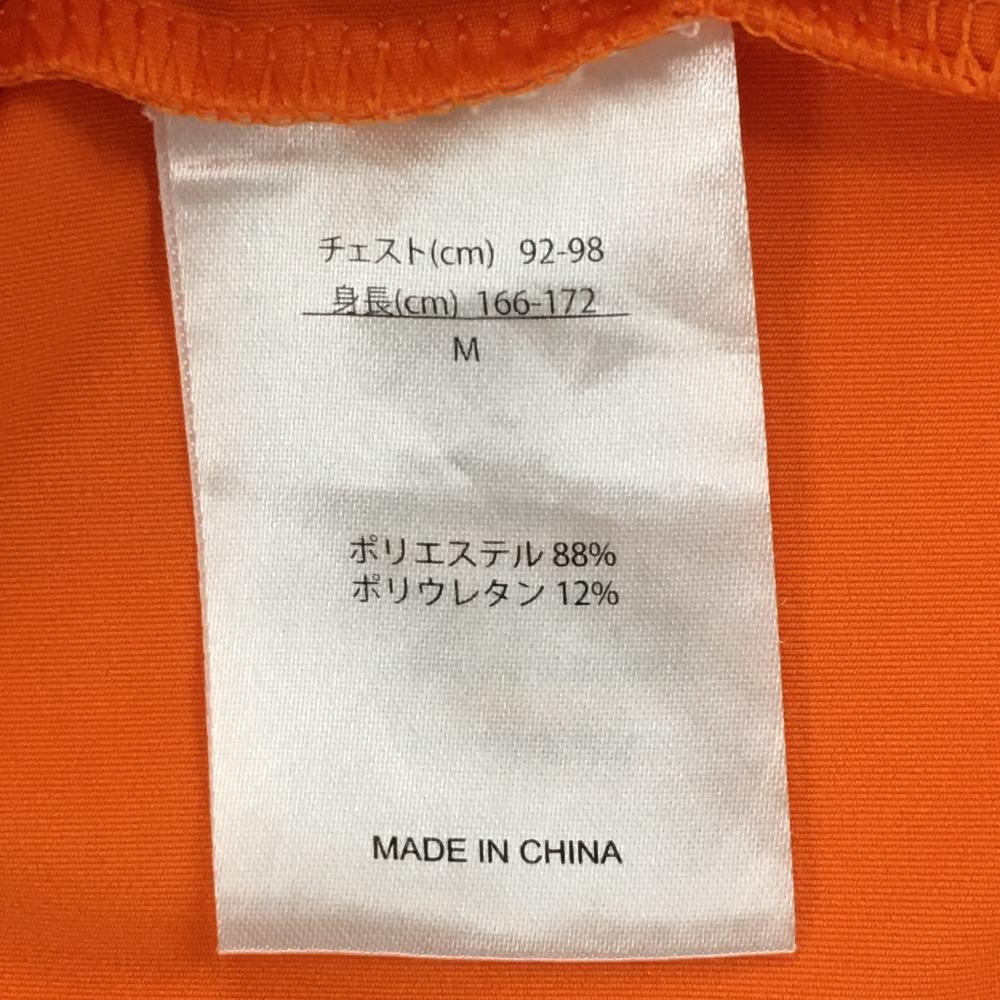 チェスト(cm) 92-98
身長(cm) 166-172
M
ポリエステル 88%
ポリウレタン 12%
MADE IN CHINA